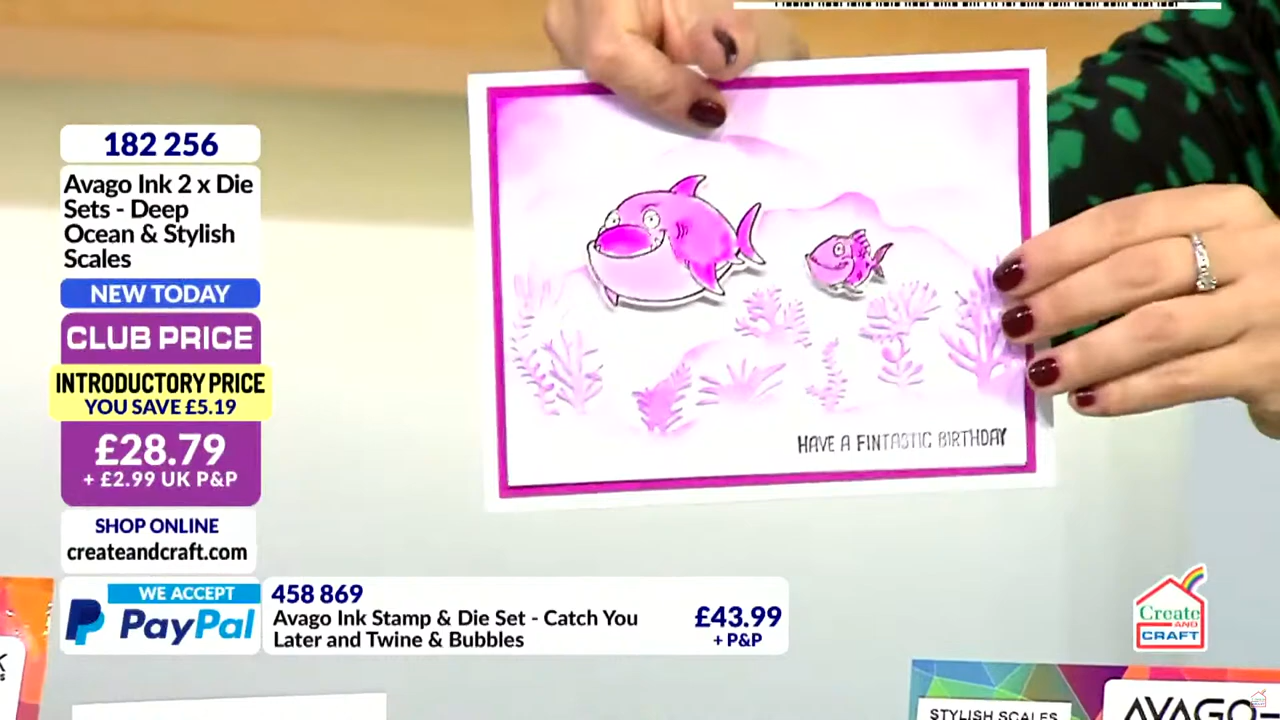 182 256
Avago Ink 2 x Die
Sets - Deep
Ocean & Stylish
Scales
NEW TODAY
CLUB PRICE
INTRODUCTORY PRICE
YOU SAVE £5.19
£28.79
+ £2.99 UK P&P
SHOP ONLINE
createandcraft.com
WE ACCEPT
PayPal
458 869
Avago Ink Stamp & Die Set - Catch You
Later and Twine & Bubbles
£43.99
+ P&P
HAVE A FINTASTIC BIRTHDAY
Create
AND
CRAFT
STYLISH SCALES
AVAGO-